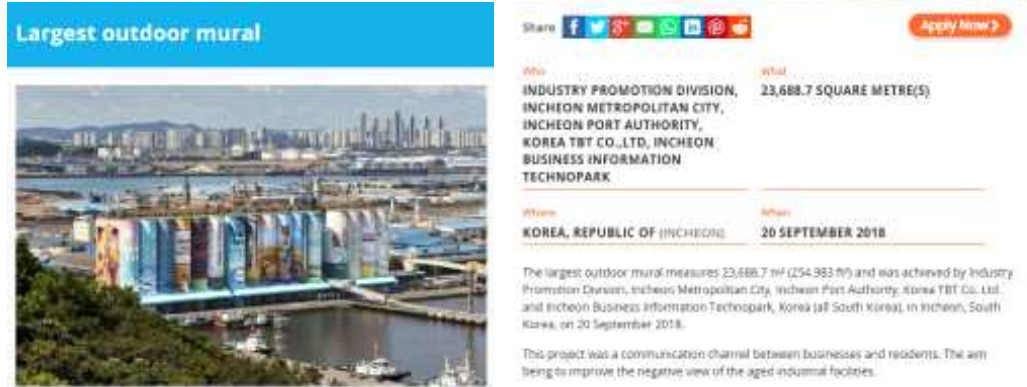 Largest outdoor mural
Share
Apply Now
Who
INDUSTRY PROMOTION DIVISION,
INCHEON METROPOLITAN CITY,
INCHEON PORT AUTHORITY,
KOREA TBT CO.,LTD, INCHEON
BUSINESS INFORMATION
TECHNOPARK
What
23,688.7 SQUARE METRE(S)
Where
KOREA, REPUBLIC OF (INCHEON)
When
20 SEPTEMBER 2018
The largest outdoor mural measures 23,688.7 m² (254,983 ft²) and was achieved by Industry
Promotion Division, Incheon Metropolitan City, Incheon Port Authority, Korea TBT Co. Ltd.
and Incheon Business Information Technopark, Korea (all South Korea), in Incheon, South
Korea, on 20 September 2018.
This project was a communication channel between businesses and residents. The aim
being to improve the negative view of the aged industrial facilities.